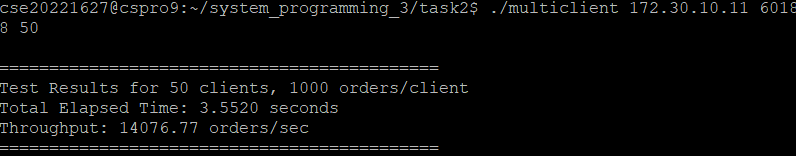 cse20221627@cspro9:~/system_programming_3/task2$ ./multiclient 172.30.10.11 6018
8 50
============================================
Test Results for 50 clients, 1000 orders/client
Total Elapsed Time: 3.5520 seconds
Throughput: 14076.77 orders/sec
============================================